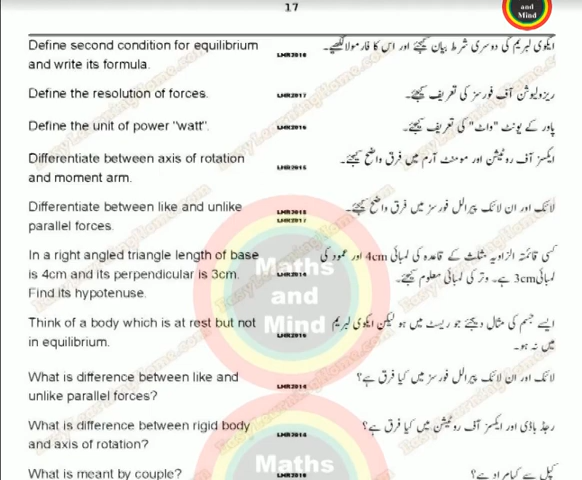 17
and
Mind
Define second condition for equilibrium
and write its formula.
LHR2016
ایکوی لبریم کی دوسری شرط بیان کیجئے اور اس کا فارمولا لکھیے۔
Define the resolution of forces.
LHR2017
ریزولیوشن آف فورسز کی تعریف کیجئے۔
Define the unit of power "watt".
LHR2016
پاور کے یونٹ "واٹ" کی تعریف کیجئے۔
Differentiate between axis of rotation
and moment arm.
LHR2015
ایکسز آف روٹیشن اور مومنٹ آرم میں فرق واضح کیجئے۔
Differentiate between like and unlike
parallel forces.
LHR2015
LHR2017
لائک اور ان لائک پیرالل فورسز میں فرق واضح کیجئے۔
In a right angled triangle length of base
is 4cm and its perpendicular is 3cm.
Find its hypotenuse.
LHR2014
کسی قائمتہ الزاویہ مثلث کے قاعدہ کی لمبائی 4cm اور عمود کی
لمبائی 3cm ہے۔ وتر کی لمبائی معلوم کیجئے۔
Think of a body which is at rest but not
in equilibrium.
LHR2016
ایسے جسم کی مثال دیجئے جو ریسٹ میں ہو لیکن ایکوی لبریم
میں نہ ہو۔
What is difference between like and
unlike parallel forces?
LHR2014
لائک اور ان لائک پیرالل فورسز میں کیا فرق ہے؟
What is difference between rigid body
and axis of rotation?
LHR2014
رجڈ باڈی اور ایکسز آف روٹیشن میں کیا فرق ہے؟
What is meant by couple?
LHR2016
کپل سے کیا مراد ہے؟
Maths
and
Mind
Maths
EasyLearningHome.com